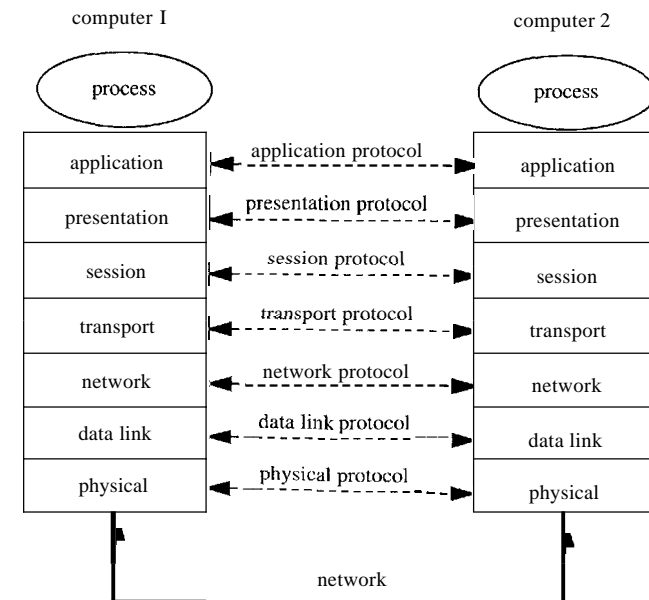 computer I
computer 2
process
process
application
application protocol
application
presentation
presentation protocol
presentation
session
session protocol
session
transport
transport protocol
transport
network
network protocol
network
data link
data link protocol
data link
physical
physical protocol
physical
network